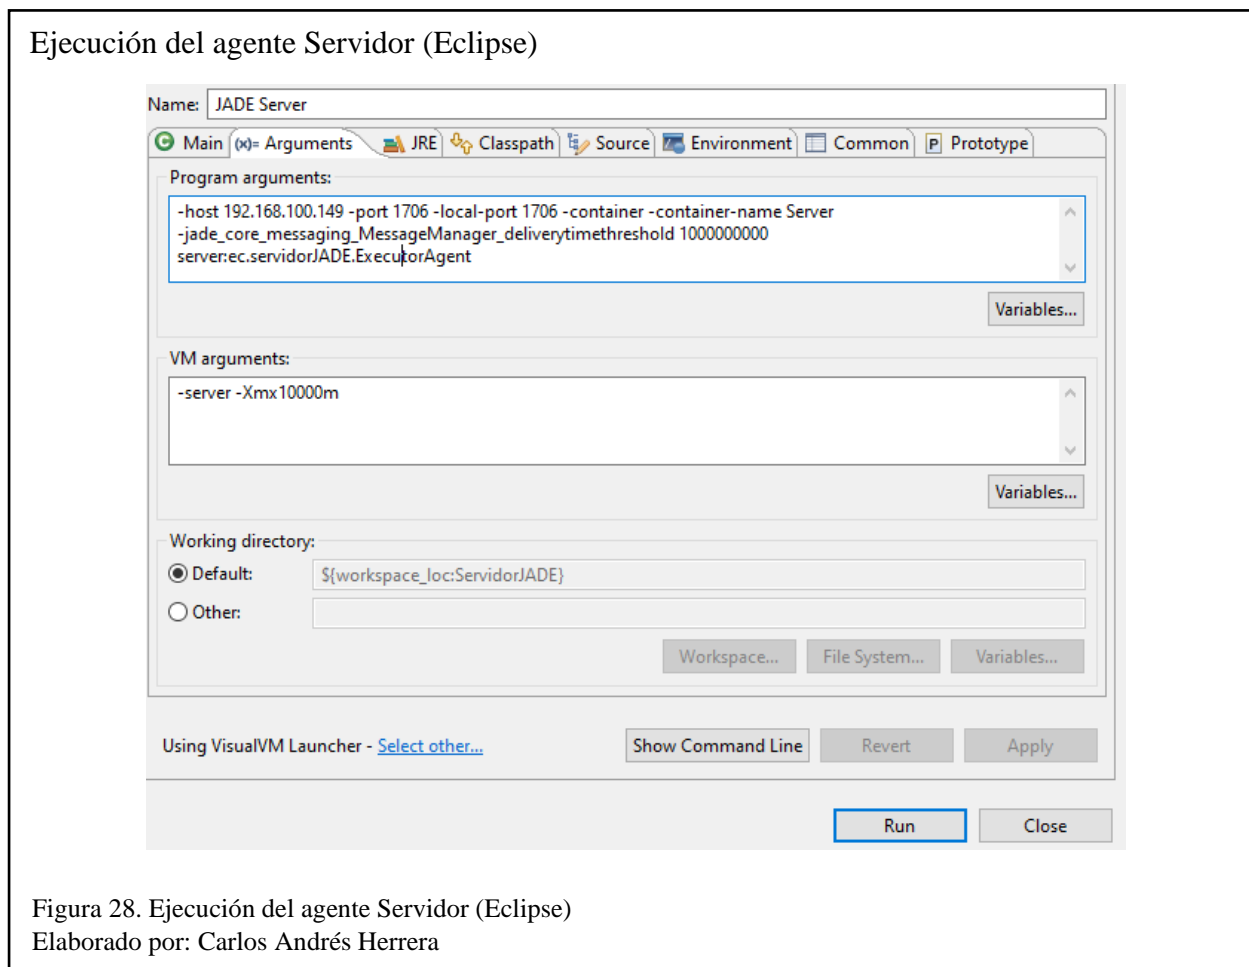 Ejecución del agente Servidor (Eclipse)
Name: JADE Server
Main (x)= Arguments JRE Classpath Source Environment Common P Prototype
Program arguments:
-host 192.168.100.149 -port 1706 -local-port 1706 -container -container-name Server
-jade_core_messaging_MessageManager_deliverytimethreshold 1000000000
server:ec.servidorJADE.ExecutorAgent
Variables...
VM arguments:
-server -Xmx10000m
Variables...
Working directory:
Default: ${workspace_loc:ServidorJADE}
Other:
Workspace... File System... Variables...
Using VisualVM Launcher - Select other... Show Command Line Revert Apply
Run Close
Figura 28. Ejecución del agente Servidor (Eclipse)
Elaborado por: Carlos Andrés Herrera